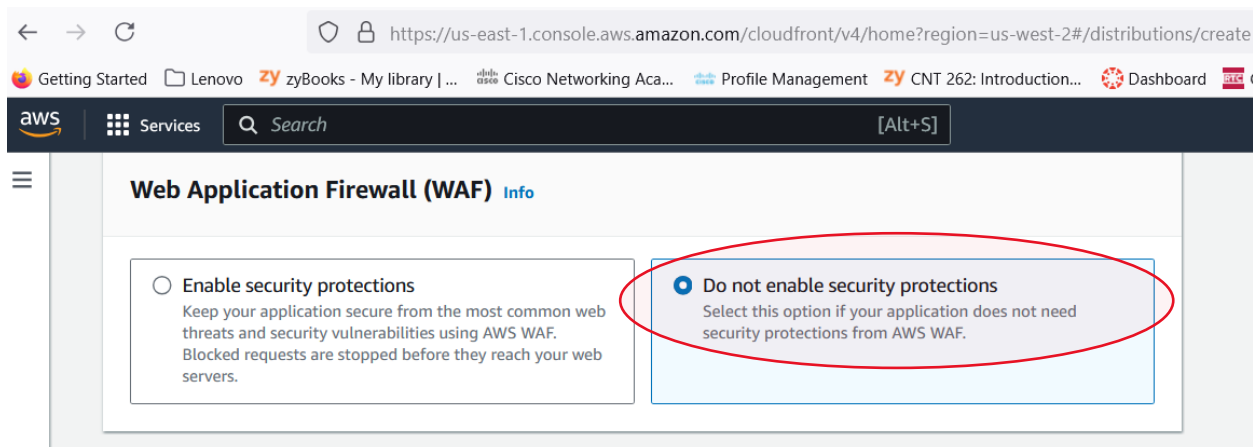 https://us-east-1.console.aws.amazon.com/cloudfront/v4/home?region=us-west-2#/distributions/create
Getting Started Lenovo zy zyBooks - My library | ... cisco Cisco Networking Aca... Profile Management zy CNT 262: Introduction... Dashboard RTC
aws Services Search [Alt+S]
Web Application Firewall (WAF) Info
Enable security protections
Keep your application secure from the most common web
threats and security vulnerabilities using AWS WAF.
Blocked requests are stopped before they reach your web
servers.
Do not enable security protections
Select this option if your application does not need
security protections from AWS WAF.